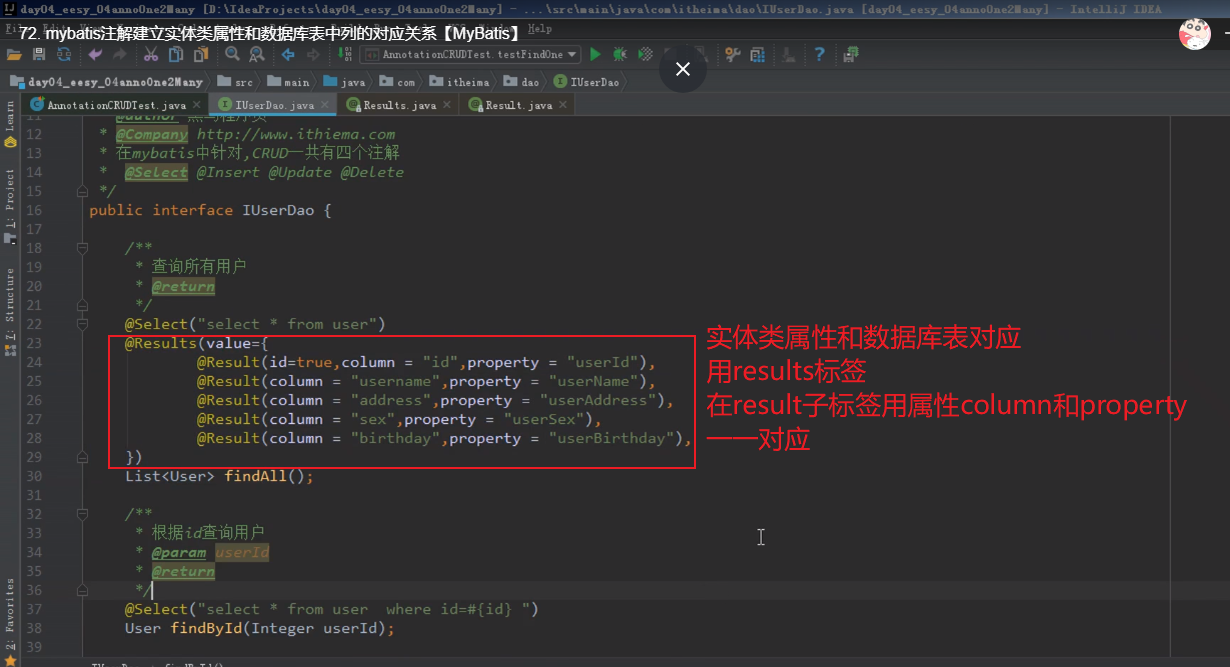 day04_eesy_04annoOne2Many [D:\IdeaProjects\day04_eesy_04annoOne2Many] - ...\src\main\java\com\itheima\dao\IUserDao.java [day04_eesy_04annoOne2Many] - IntelliJ IDEA
72. mybatis注解建立实体类属性和数据库表中列的对应关系【MyBatis】 Help
AnnotationCRUDTest.testFindOne
day04_eesy_04annoOne2Many src main java com itheima dao IUserDao
AnnotationCRUDTest.java IUserDao.java Results.java Result.java
Learn
1: Project
7: Structure
2: Favorites
11 * @author 黑马程序员
12 * @Company http://www.ithiema.com
13 * 在mybatis中针对,CRUD一共有四个注解
14 * @Select @Insert @Update @Delete
15 */
16 public interface IUserDao {
17
18 /**
19 * 查询所有用户
20 * @return
21 */
22 @Select("select * from user")
23 @Results(value={
24 @Result(id=true,column = "id",property = "userId"),
25 @Result(column = "username",property = "userName"),
26 @Result(column = "address",property = "userAddress"),
27 @Result(column = "sex",property = "userSex"),
28 @Result(column = "birthday",property = "userBirthday"),
29 })
30 List<User> findAll();
31
32 /**
33 * 根据id查询用户
34 * @param userId
35 * @return
36 */
37 @Select("select * from user  where id=#{id} ")
38 User findById(Integer userId);
39
实体类属性和数据库表对应
用results标签
在result子标签用属性column和property
一一对应